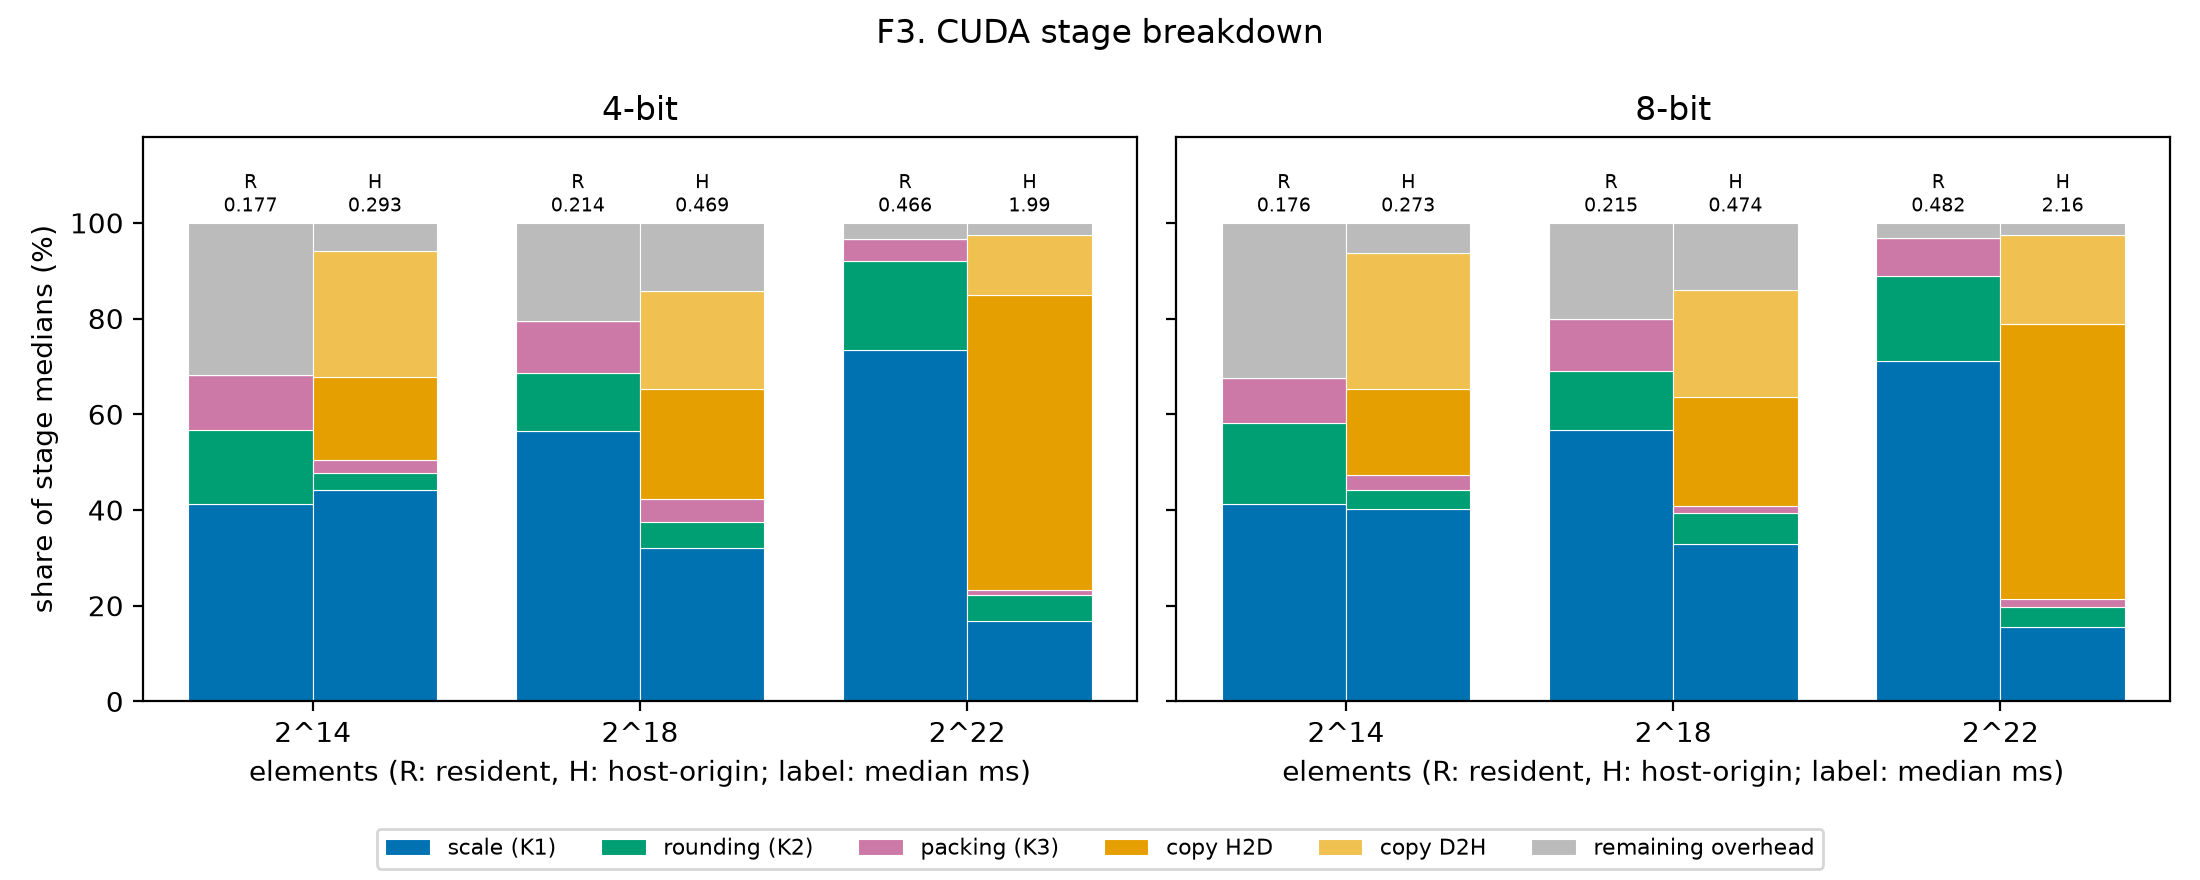 F3. CUDA stage breakdown
4-bit
R H R H R H
0.177 0.293 0.214 0.469 0.466 1.99
share of stage medians (%)
100
80
60
40
20
0
2^14 2^18 2^22
elements (R: resident, H: host-origin; label: median ms)
8-bit
R H R H R H
0.176 0.273 0.215 0.474 0.482 2.16
2^14 2^18 2^22
elements (R: resident, H: host-origin; label: median ms)
scale (K1) rounding (K2) packing (K3) copy H2D copy D2H remaining overhead